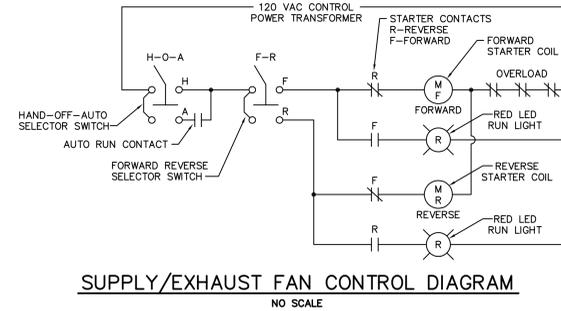 120 VAC CONTROL
POWER TRANSFORMER
STARTER CONTACTS
R-REVERSE
F-FORWARD
FORWARD
STARTER COIL
H-O-A
F-R
H
F
R
M
F
OVERLOAD
FORWARD
HAND-OFF-AUTO
SELECTOR SWITCH
A
R
AUTO RUN CONTACT
RED LED
RUN LIGHT
F
R
FORWARD REVERSE
SELECTOR SWITCH
F
M
R
REVERSE
STARTER COIL
REVERSE
RED LED
RUN LIGHT
R
R
SUPPLY/EXHAUST FAN CONTROL DIAGRAM
NO SCALE